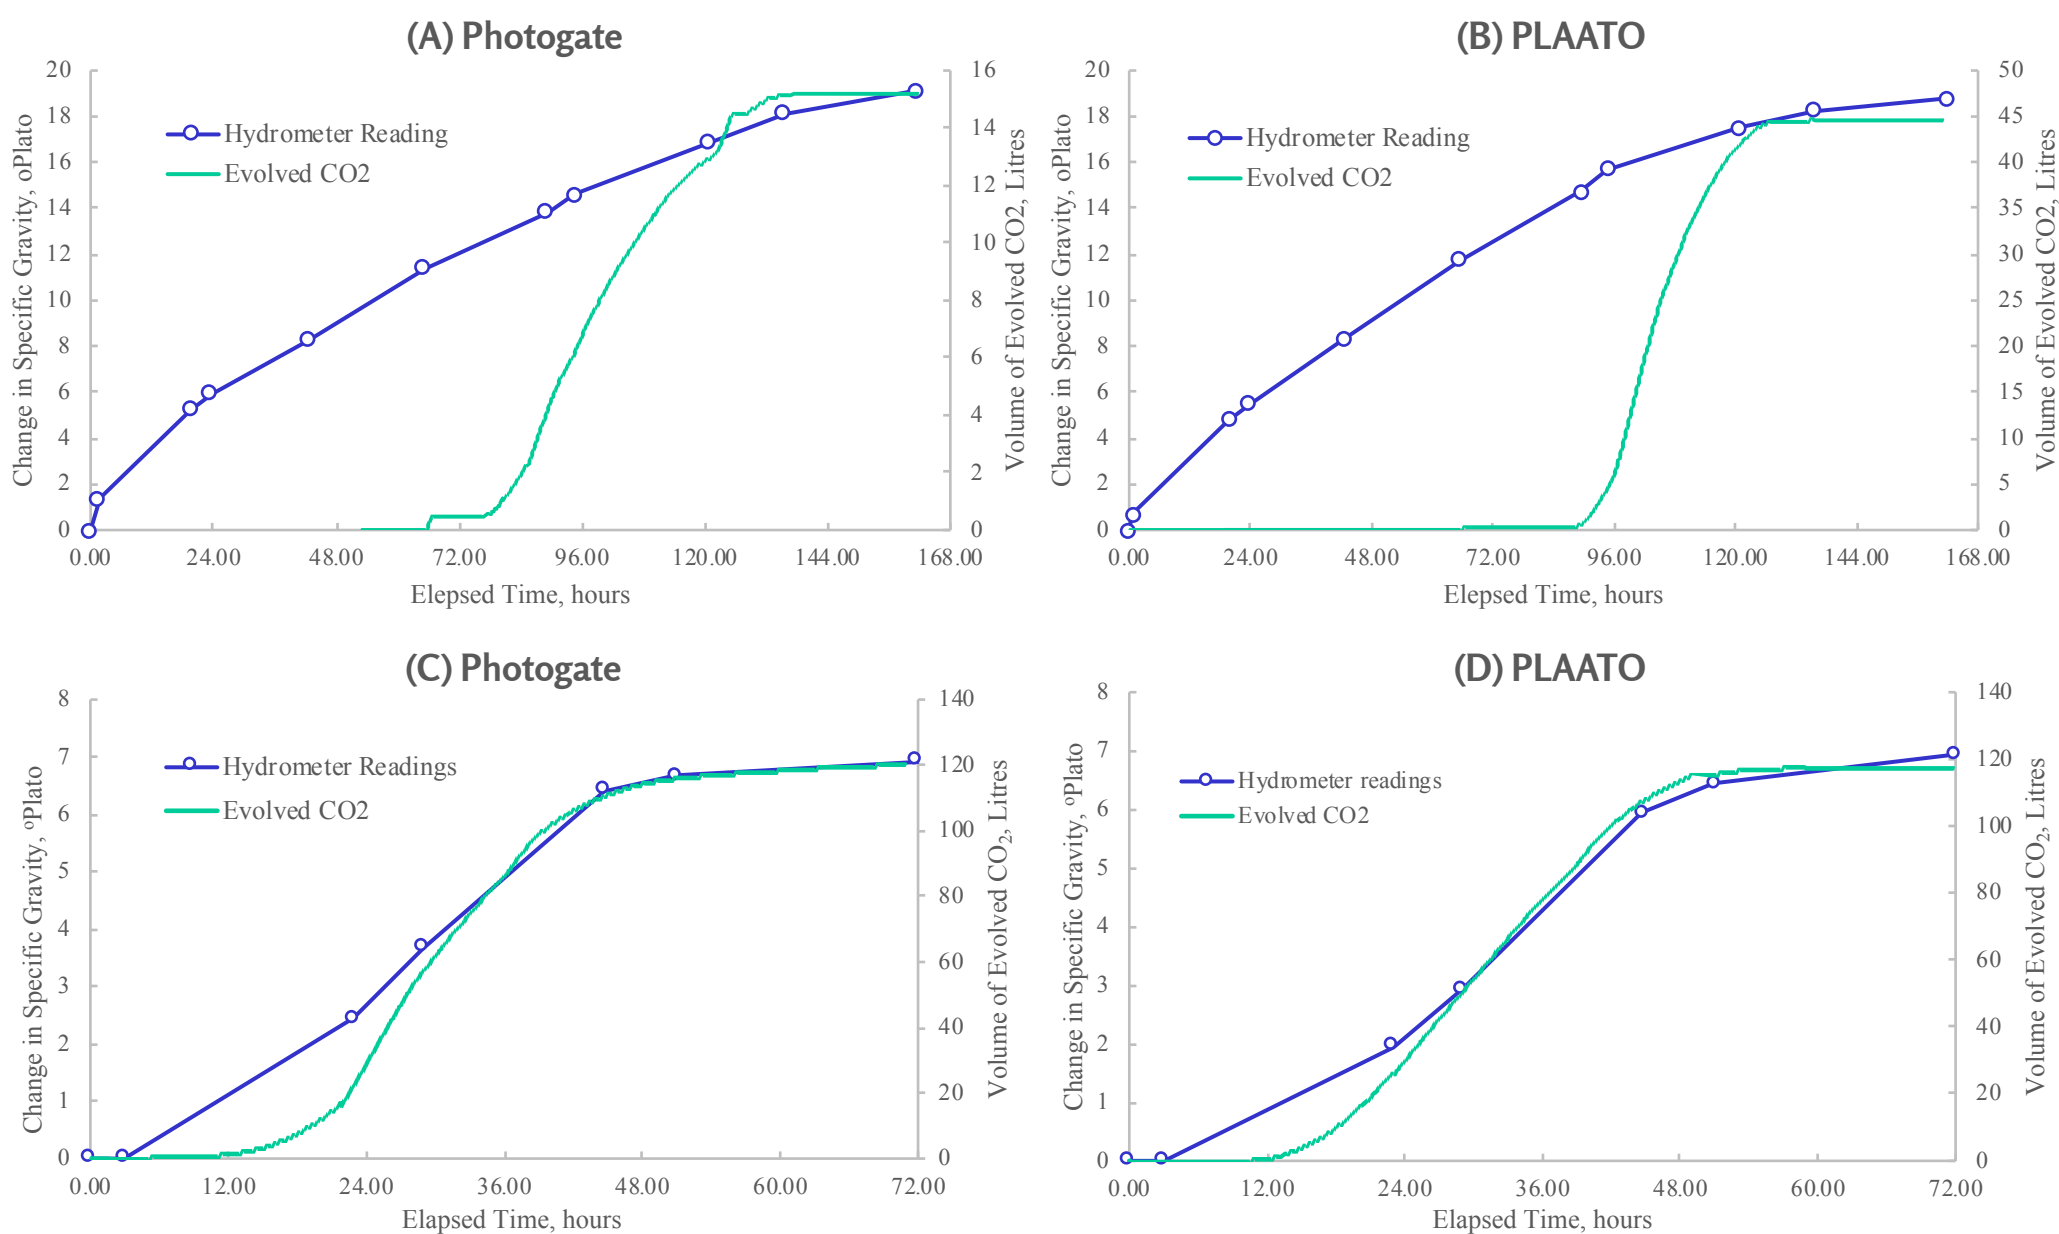 (A) Photogate
20
18
16
14
12
10
8
6
4
2
0
Change in Specific Gravity, oPlato
Hydrometer Reading
Evolved CO2
16
14
12
10
8
6
4
2
0
Volume of Evolved CO2, Litres
0.00 24.00 48.00 72.00 96.00 120.00 144.00 168.00
Elepsed Time, hours
(B) PLAATO
20
18
16
14
12
10
8
6
4
2
0
Change in Specific Gravity, oPlato
Hydrometer Reading
Evolved CO2
50
45
40
35
30
25
20
15
10
5
0
Volume of Evolved CO2, Litres
0.00 24.00 48.00 72.00 96.00 120.00 144.00 168.00
Elepsed Time, hours
(C) Photogate
8
7
6
5
4
3
2
1
0
Change in Specific Gravity, ºPlato
Hydrometer Readings
Evolved CO2
140
120
100
80
60
40
20
0
Volume of Evolved CO₂, Litres
0.00 12.00 24.00 36.00 48.00 60.00 72.00
Elapsed Time, hours
(D) PLAATO
8
7
6
5
4
3
2
1
0
Change in Specific Gravity, ºPlato
Hydrometer readings
Evolved CO2
140
120
100
80
60
40
20
0
Volume of Evolved CO₂, Litres
0.00 12.00 24.00 36.00 48.00 60.00 72.00
Elapsed Time, hours